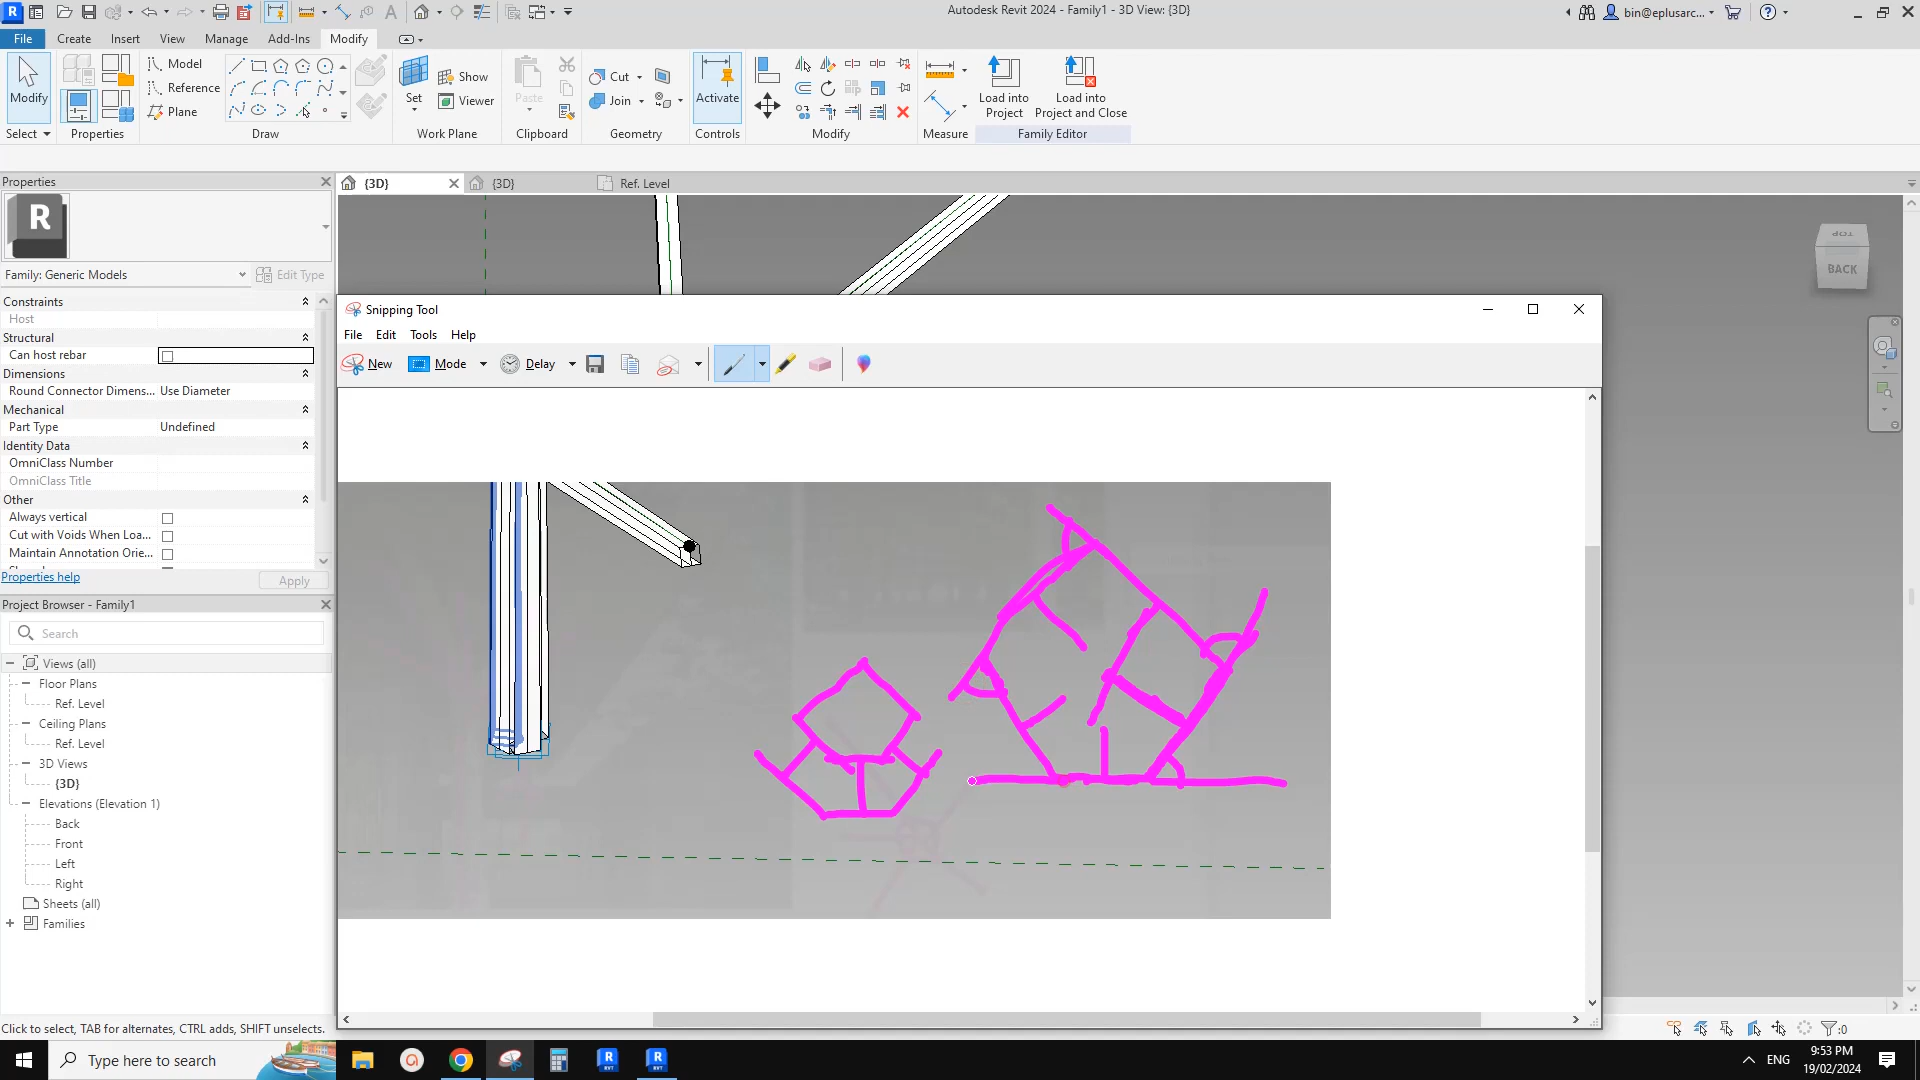 Autodesk Revit 2024 - Family1 - 3D View: {3D}
bin@eplusarc...
File Create Insert View Manage Add-Ins Modify
Modify
Select
Properties
Model
Reference
Plane
Draw
Set
Show
Viewer
Work Plane
Paste
Clipboard
Cut
Join
Geometry
Activate
Controls
Modify
Measure
Load into Project
Load into Project and Close
Family Editor
Properties
{3D}
{3D}
Ref. Level
R
Family: Generic Models
Edit Type
Constraints
Host
Structural
Can host rebar
Dimensions
Round Connector Dimens... Use Diameter
Mechanical
Part Type Undefined
Identity Data
OmniClass Number
OmniClass Title
Other
Always vertical
Cut with Voids When Loa...
Maintain Annotation Orie...
Properties help
Apply
Project Browser - Family1
Search
Views (all)
Floor Plans
Ref. Level
Ceiling Plans
Ref. Level
3D Views
{3D}
Elevations (Elevation 1)
Back
Front
Left
Right
Sheets (all)
Families
TOP
BACK
Snipping Tool
File Edit Tools Help
New Mode Delay
Click to select, TAB for alternates, CTRL adds, SHIFT unselects.
:0
Type here to search
ENG
9:53 PM
19/02/2024